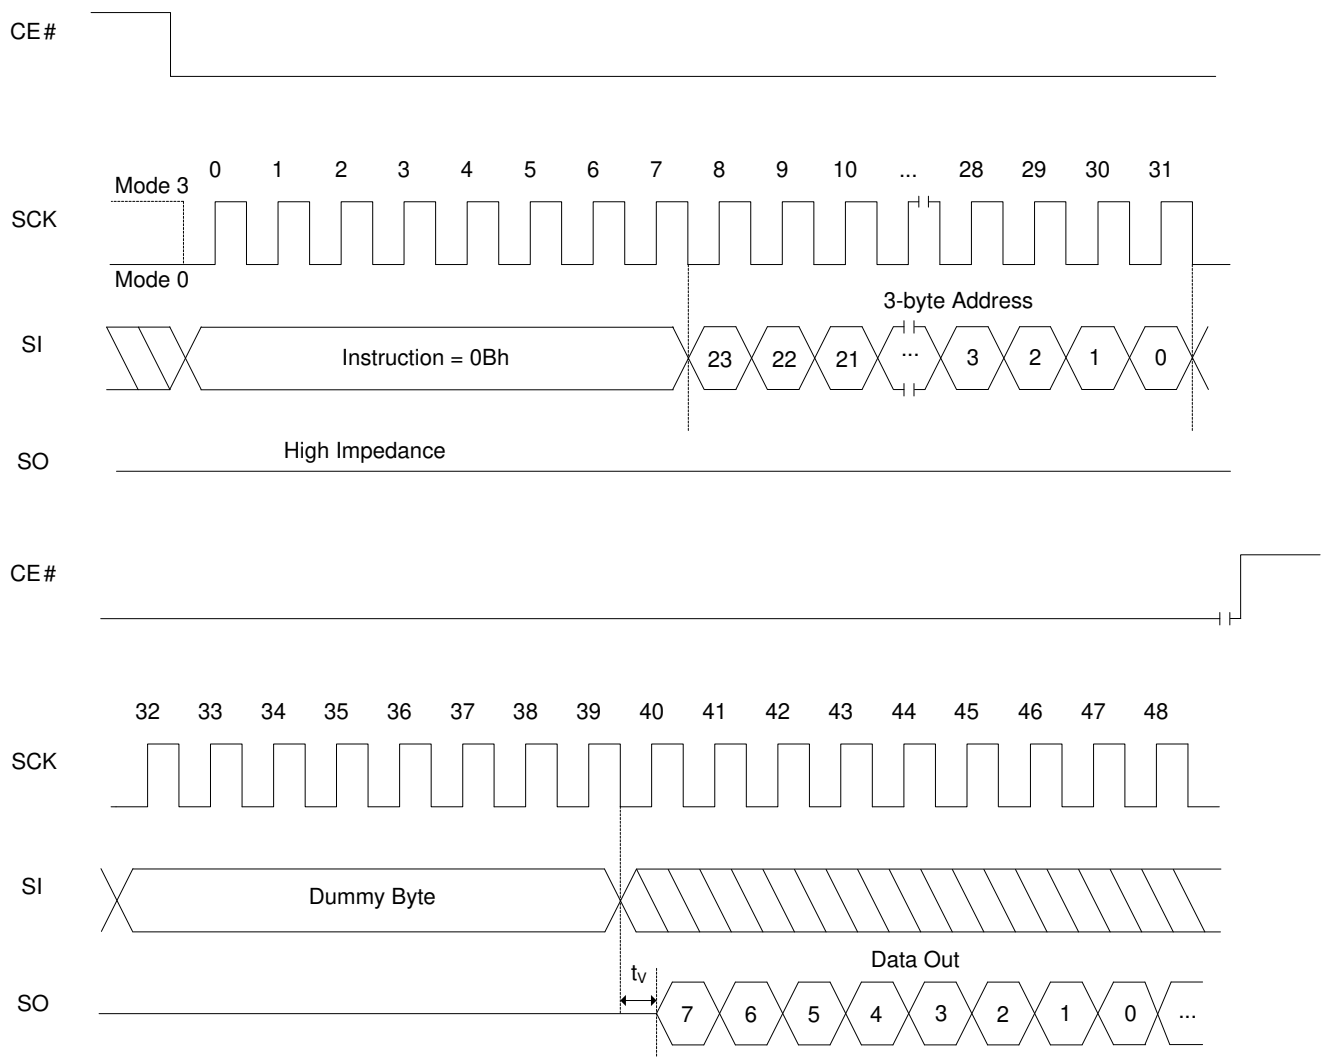 CE#
0 1 2 3 4 5 6 7 8 9 10 ... 28 29 30 31
Mode 3
SCK
Mode 0
3-byte Address
SI
Instruction = 0Bh 23 22 21 ... 3 2 1 0
High Impedance
SO
CE#
32 33 34 35 36 37 38 39 40 41 42 43 44 45 46 47 48
SCK
SI
Dummy Byte
Data Out
tV
SO
7 6 5 4 3 2 1 0 ...